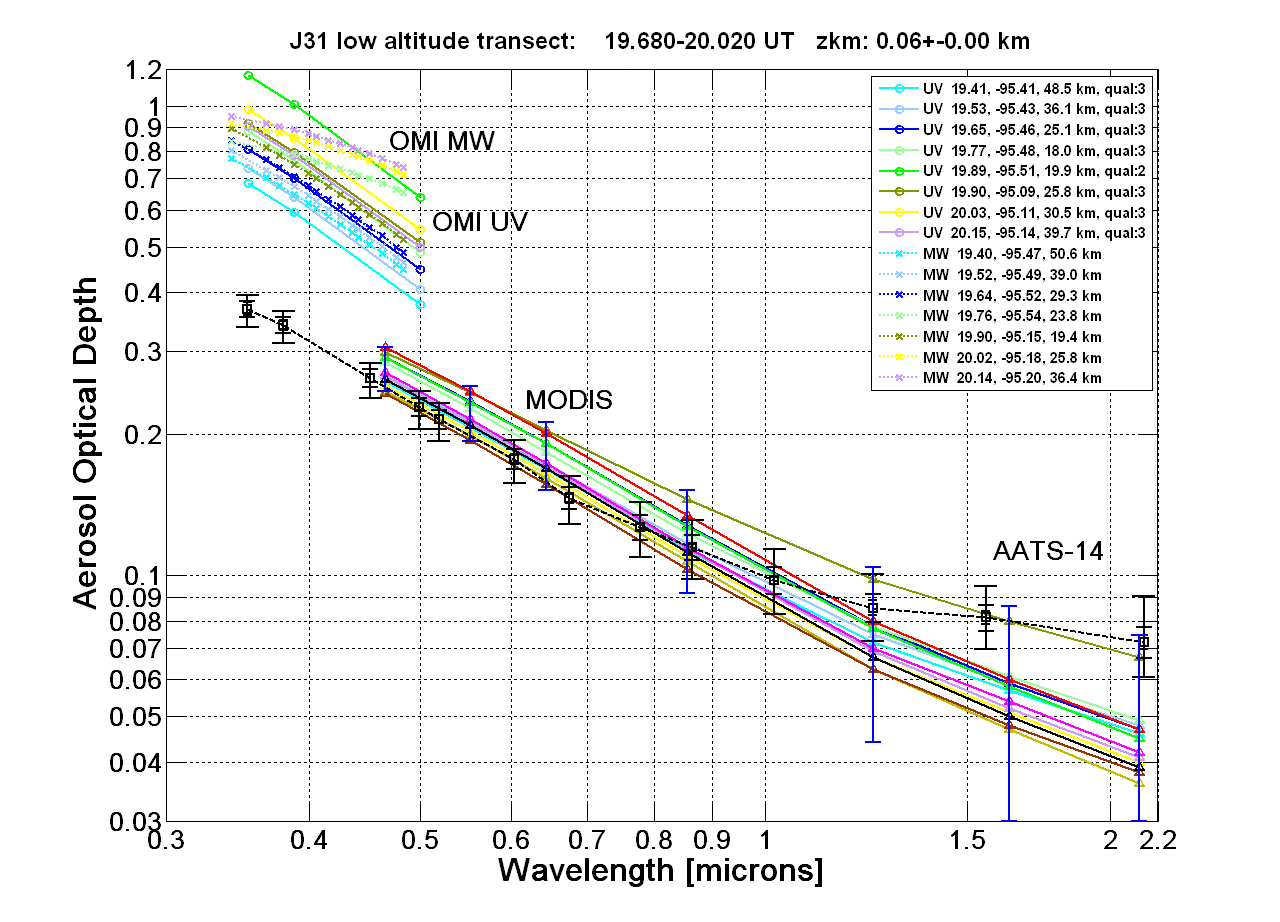 J31 low altitude transect: 19.680-20.020 UT zkm: 0.06+-0.00 km
1.2
1
0.9
0.8
0.7
0.6
0.5
0.4
0.3
0.2
0.1
0.09
0.08
0.07
0.06
0.05
0.04
0.03
Aerosol Optical Depth
OMI MW
OMI UV
MODIS
AATS-14
UV 19.41, -95.41, 48.5 km, qual:3
UV 19.53, -95.43, 36.1 km, qual:3
UV 19.65, -95.46, 25.1 km, qual:3
UV 19.77, -95.48, 18.0 km, qual:3
UV 19.89, -95.51, 19.9 km, qual:2
UV 19.90, -95.09, 25.8 km, qual:3
UV 20.03, -95.11, 30.5 km, qual:3
UV 20.15, -95.14, 39.7 km, qual:3
MW 19.40, -95.47, 50.6 km
MW 19.52, -95.49, 39.0 km
MW 19.64, -95.52, 29.3 km
MW 19.76, -95.54, 23.8 km
MW 19.90, -95.15, 19.4 km
MW 20.02, -95.18, 25.8 km
MW 20.14, -95.20, 36.4 km
0.3 0.4 0.5 0.6 0.7 0.8 0.9 1 1.5 2 2.2
Wavelength [microns]